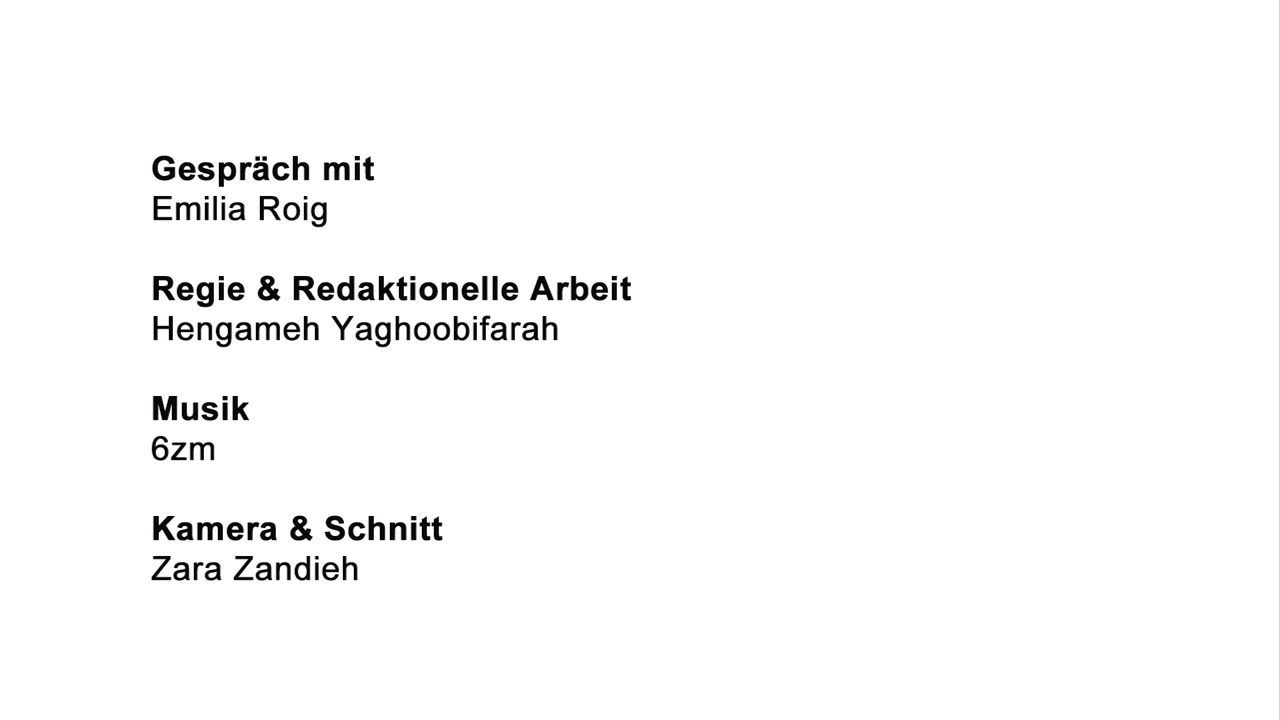 Gespräch mit
Emilia Roig
Regie & Redaktionelle Arbeit
Hengameh Yaghoobifarah
Musik
6zm
Kamera & Schnitt
Zara Zandieh